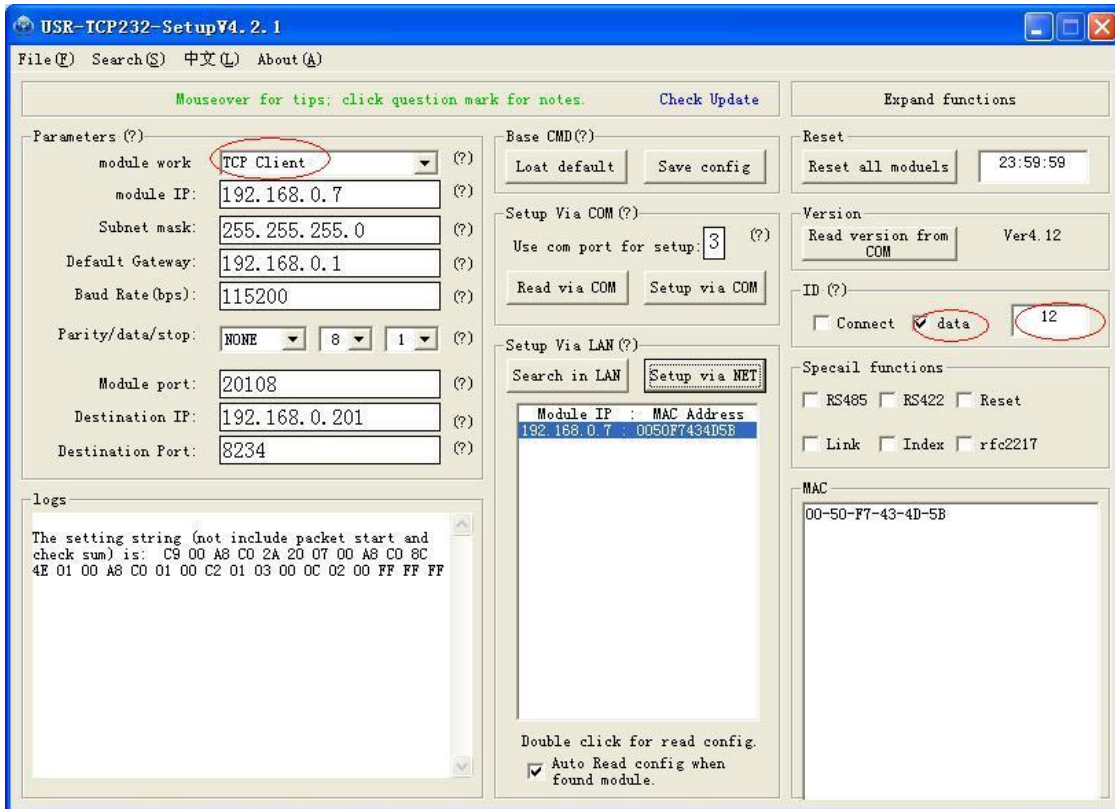 USR-TCP232-SetupV4.2.1
File(F) Search(S) 中文(L) About(A)
Mouseover for tips; click question mark for notes. Check Update
Expand functions
Parameters (?)
module work TCP Client (?)
module IP: 192.168.0.7 (?)
Subnet mask: 255.255.255.0 (?)
Default Gateway: 192.168.0.1 (?)
Baud Rate(bps): 115200 (?)
Parity/data/stop: NONE 8 1 (?)
Module port: 20108 (?)
Destination IP: 192.168.0.201 (?)
Destination Port: 8234 (?)
logs
The setting string (not include packet start and
check sum) is: C9 00 A8 C0 2A 20 07 00 A8 C0 8C
4E 01 00 A8 C0 01 00 C2 01 03 00 0C 02 00 FF FF FF
Base CMD(?)
Loat default Save config
Setup Via COM(?)
Use com port for setup: 3 (?)
Read via COM Setup via COM
Setup Via LAN(?)
Search in LAN Setup via NET
Module IP : MAC Address
192.168.0.7 : 0050F7434D5B
Double click for read config.
Auto Read config when
found module.
Reset
Reset all moduels 23:59:59
Version
Read version from
COM
Ver4.12
ID (?)
Connect data 12
Specail functions
RS485 RS422 Reset
Link Index rfc2217
MAC
00-50-F7-43-4D-5B